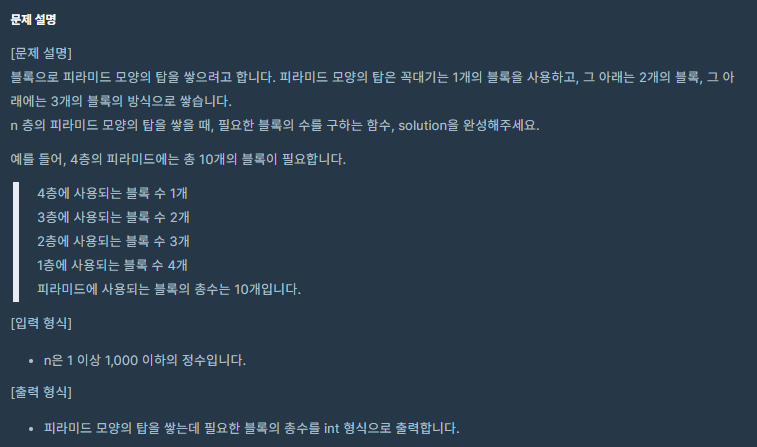 문제 설명
[문제 설명]
블록으로 피라미드 모양의 탑을 쌓으려고 합니다. 피라미드 모양의 탑은 꼭대기는 1개의 블록을 사용하고, 그 아래는 2개의 블록, 그 아
래에는 3개의 블록의 방식으로 쌓습니다.
n 층의 피라미드 모양의 탑을 쌓을 때, 필요한 블록의 수를 구하는 함수, solution을 완성해주세요.
예를 들어, 4층의 피라미드에는 총 10개의 블록이 필요합니다.
4층에 사용되는 블록 수 1개
3층에 사용되는 블록 수 2개
2층에 사용되는 블록 수 3개
1층에 사용되는 블록 수 4개
피라미드에 사용되는 블록의 총수는 10개입니다.
[입력 형식]
• n은 1 이상 1,000 이하의 정수입니다.
[출력 형식]
• 피라미드 모양의 탑을 쌓는데 필요한 블록의 총수를 int 형식으로 출력합니다.